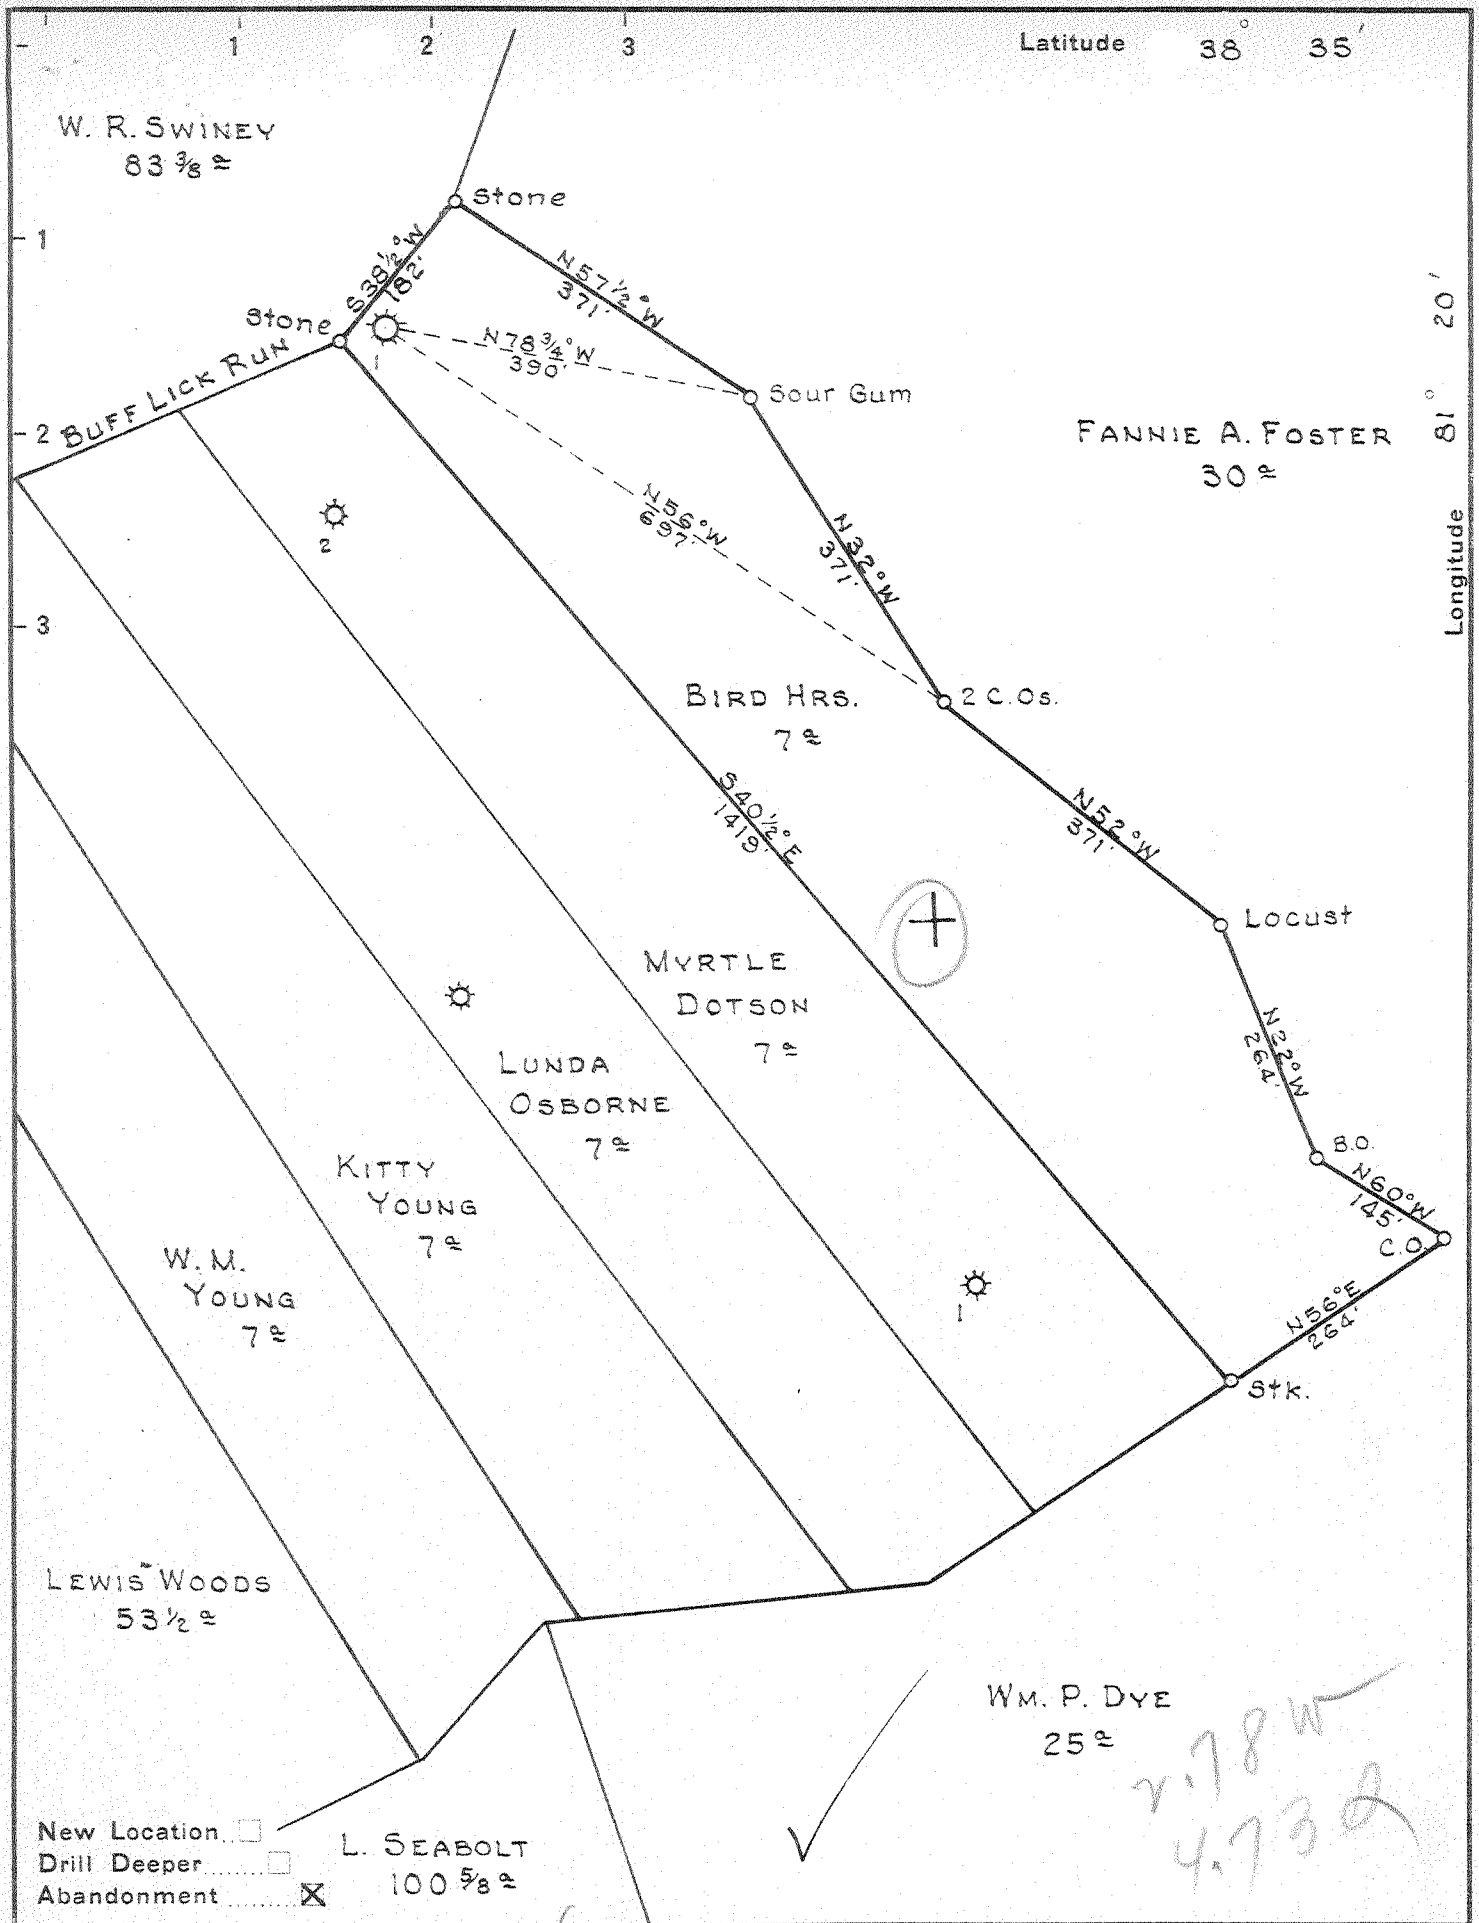 1 2 3 Latitude 38° 35'
W. R. SWINEY
83 3/8 a
Stone
1
S38½°W
182'
N57½°W
371'
Stone
1
N78¾°W
390'
Sour Gum
20'
81°
Longitude
BUFF LICK RUN
2
FANNIE A. FOSTER
30 a
2
N56°W
697'
N32°W
371'
3
BIRD HRS.
7 a
2 C.Os.
S40½°E
1419'
N52°W
371'
Locust
MYRTLE
DOTSON
7 a
N22°W
264'
LUNDA
OSBORNE
7 a
B.O.
N60°W
145'
C.O.
KITTY
YOUNG
7 a
W. M.
YOUNG
7 a
1
N56°E
264'
Stk.
LEWIS WOODS
53½ a
WM. P. DYE
25 a
.78 W
4.73
New Location
Drill Deeper
Abandonment X
L. SEABOLT
100 5/8 a